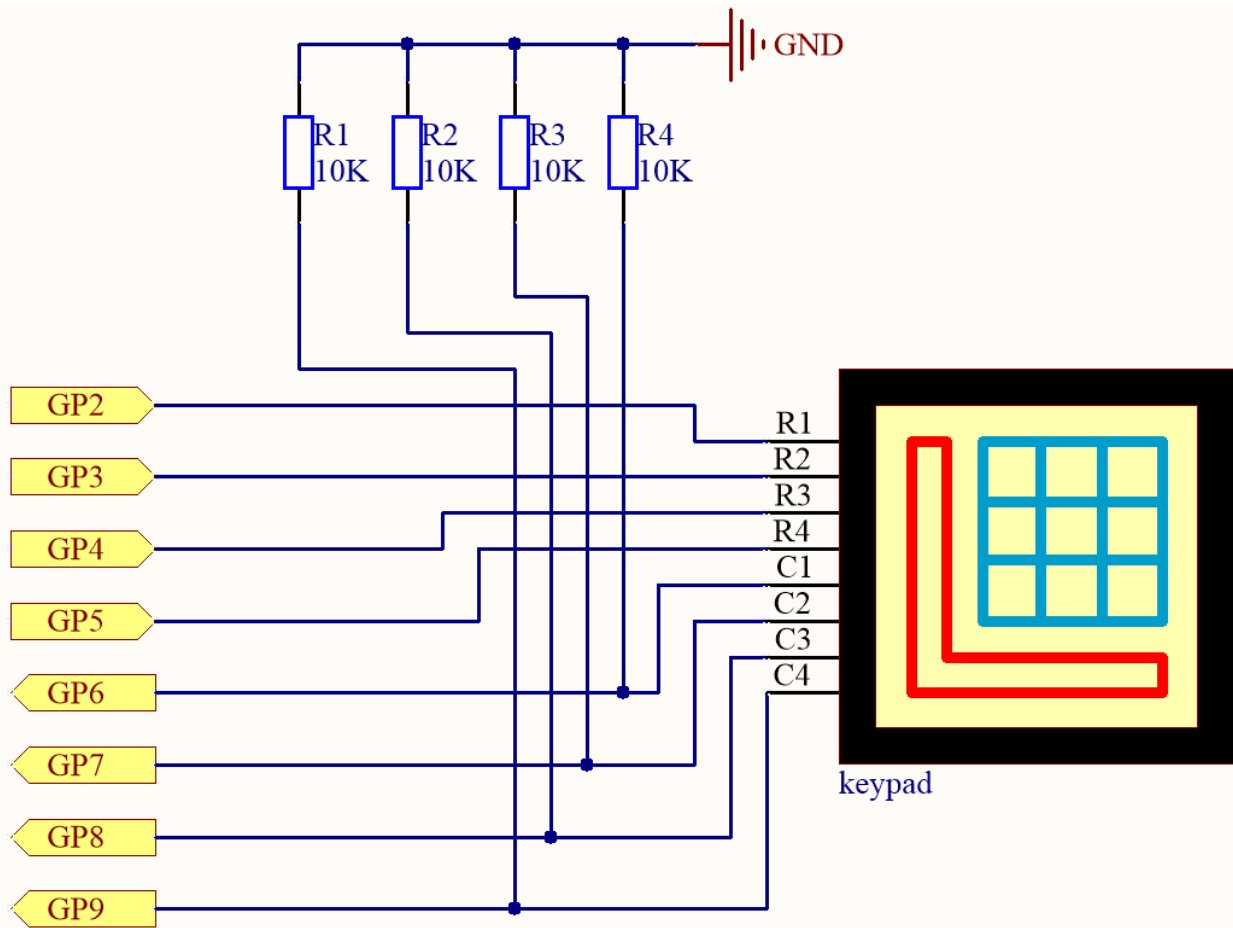 GND
R1
10K
R2
10K
R3
10K
R4
10K
GP2
GP3
GP4
GP5
GP6
GP7
GP8
GP9
R1
R2
R3
R4
C1
C2
C3
C4
keypad